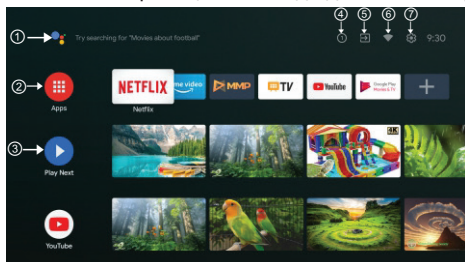 ④ ⑤ ⑥ ⑦
① Try searching for "Movies about football" 9:30
②
NETFLIX me video MMP TV YouTube Google Play Movies & TV
Apps Netflix
③ 4K
Play Next
YouTube